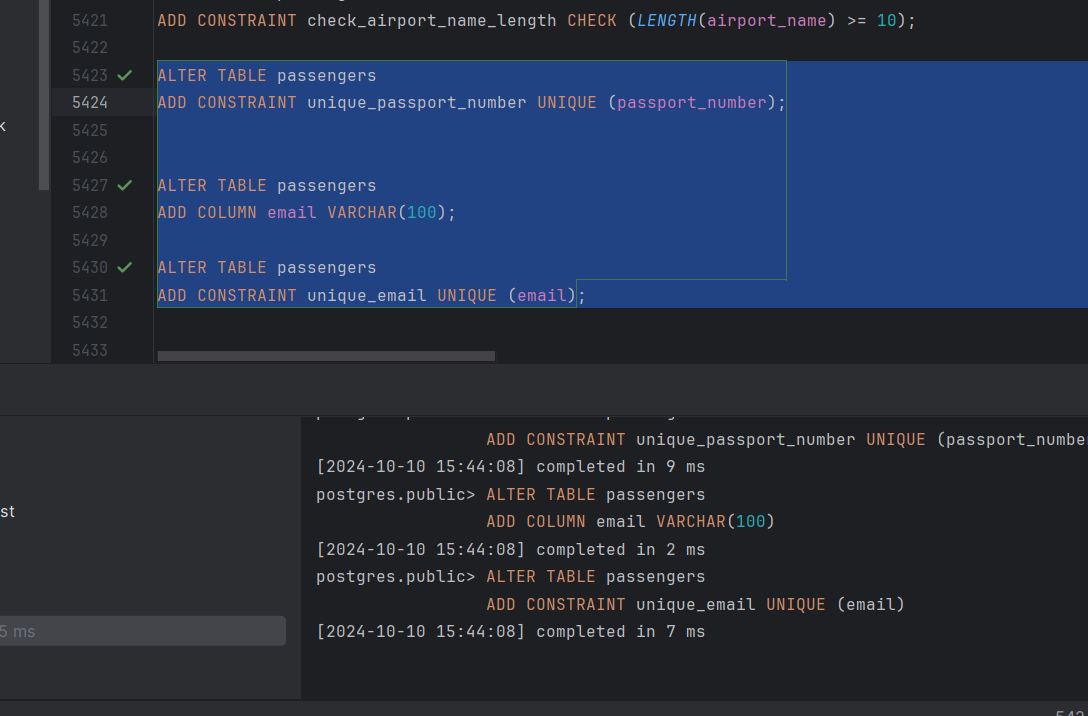 5421 ADD CONSTRAINT check_airport_name_length CHECK (LENGTH(airport_name) >= 10);
5422
5423 ALTER TABLE passengers
5424 ADD CONSTRAINT unique_passport_number UNIQUE (passport_number);
5425
5426
5427 ALTER TABLE passengers
5428 ADD COLUMN email VARCHAR(100);
5429
5430 ALTER TABLE passengers
5431 ADD CONSTRAINT unique_email UNIQUE (email);
5432
5433
k
st
5 ms
ADD CONSTRAINT unique_passport_number UNIQUE (passport_number
[2024-10-10 15:44:08] completed in 9 ms
postgres.public> ALTER TABLE passengers
ADD COLUMN email VARCHAR(100)
[2024-10-10 15:44:08] completed in 2 ms
postgres.public> ALTER TABLE passengers
ADD CONSTRAINT unique_email UNIQUE (email)
[2024-10-10 15:44:08] completed in 7 ms